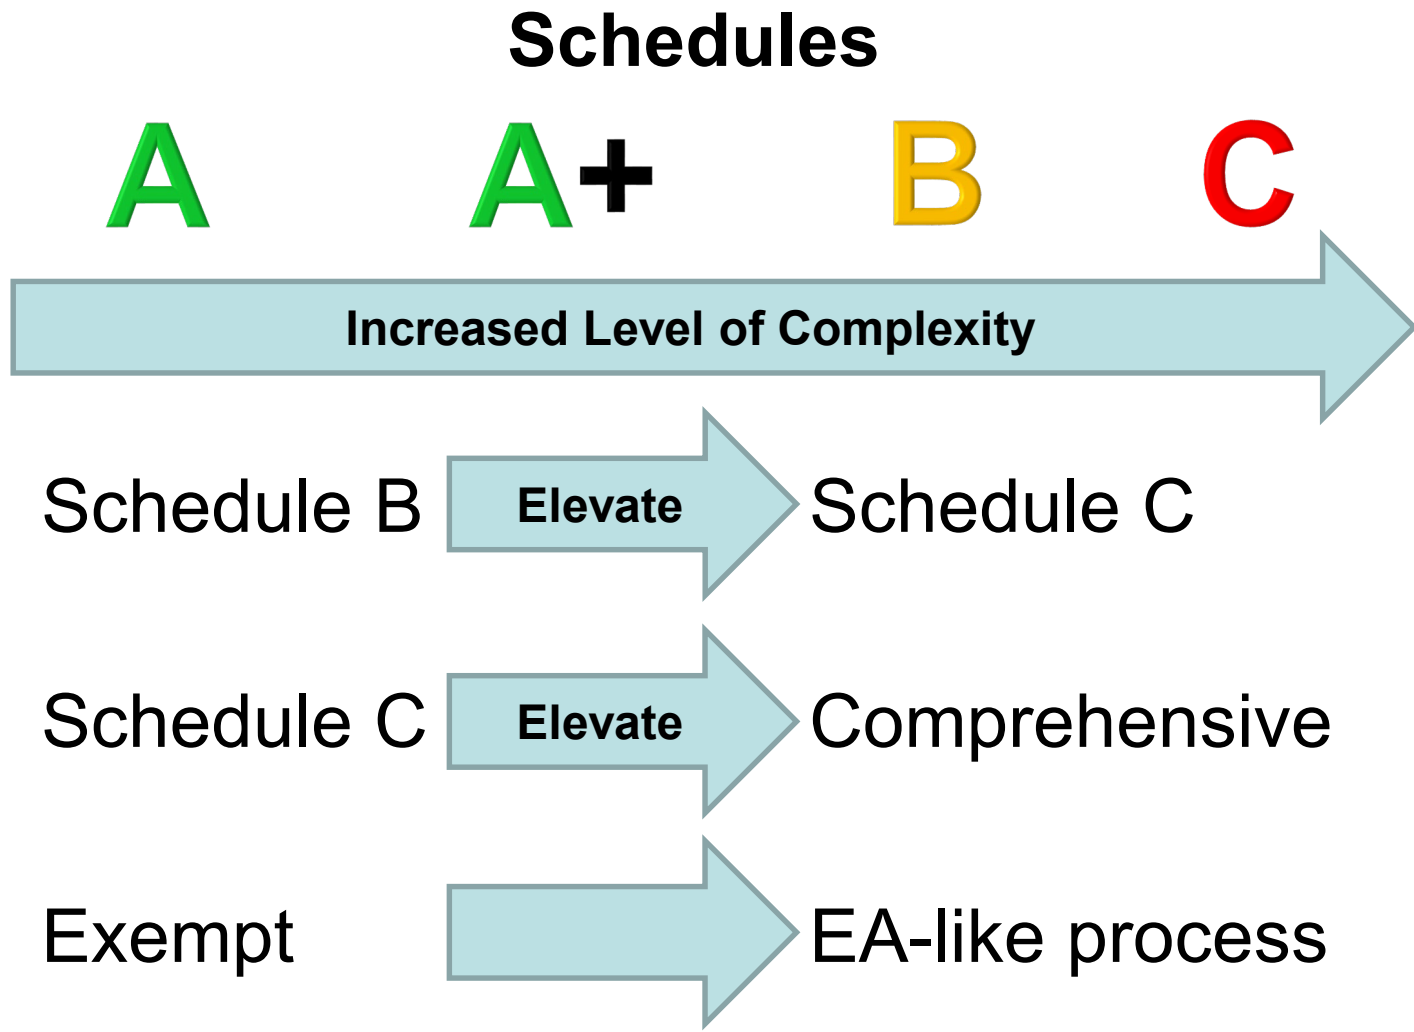 Schedules
A A+ B C
Increased Level of Complexity
Schedule B Elevate Schedule C
Schedule C Elevate Comprehensive
Exempt EA-like process